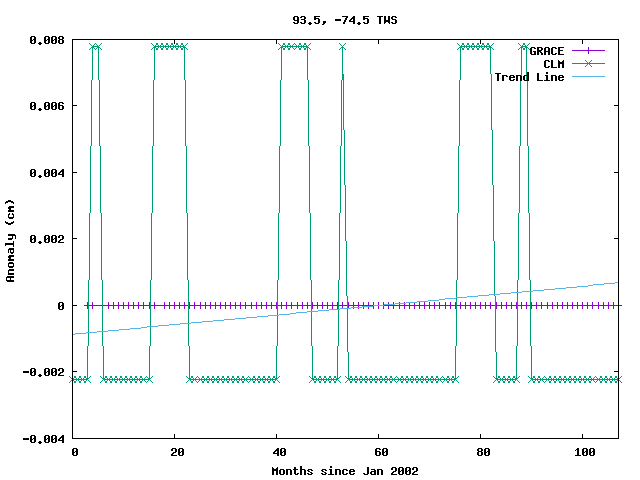 93.5, -74.5 TWS
0.008
GRACE
CLM
Trend Line
0.006
0.004
0.002
0
-0.002
-0.004
Anomaly (cm)
0 20 40 60 80 100
Months since Jan 2002